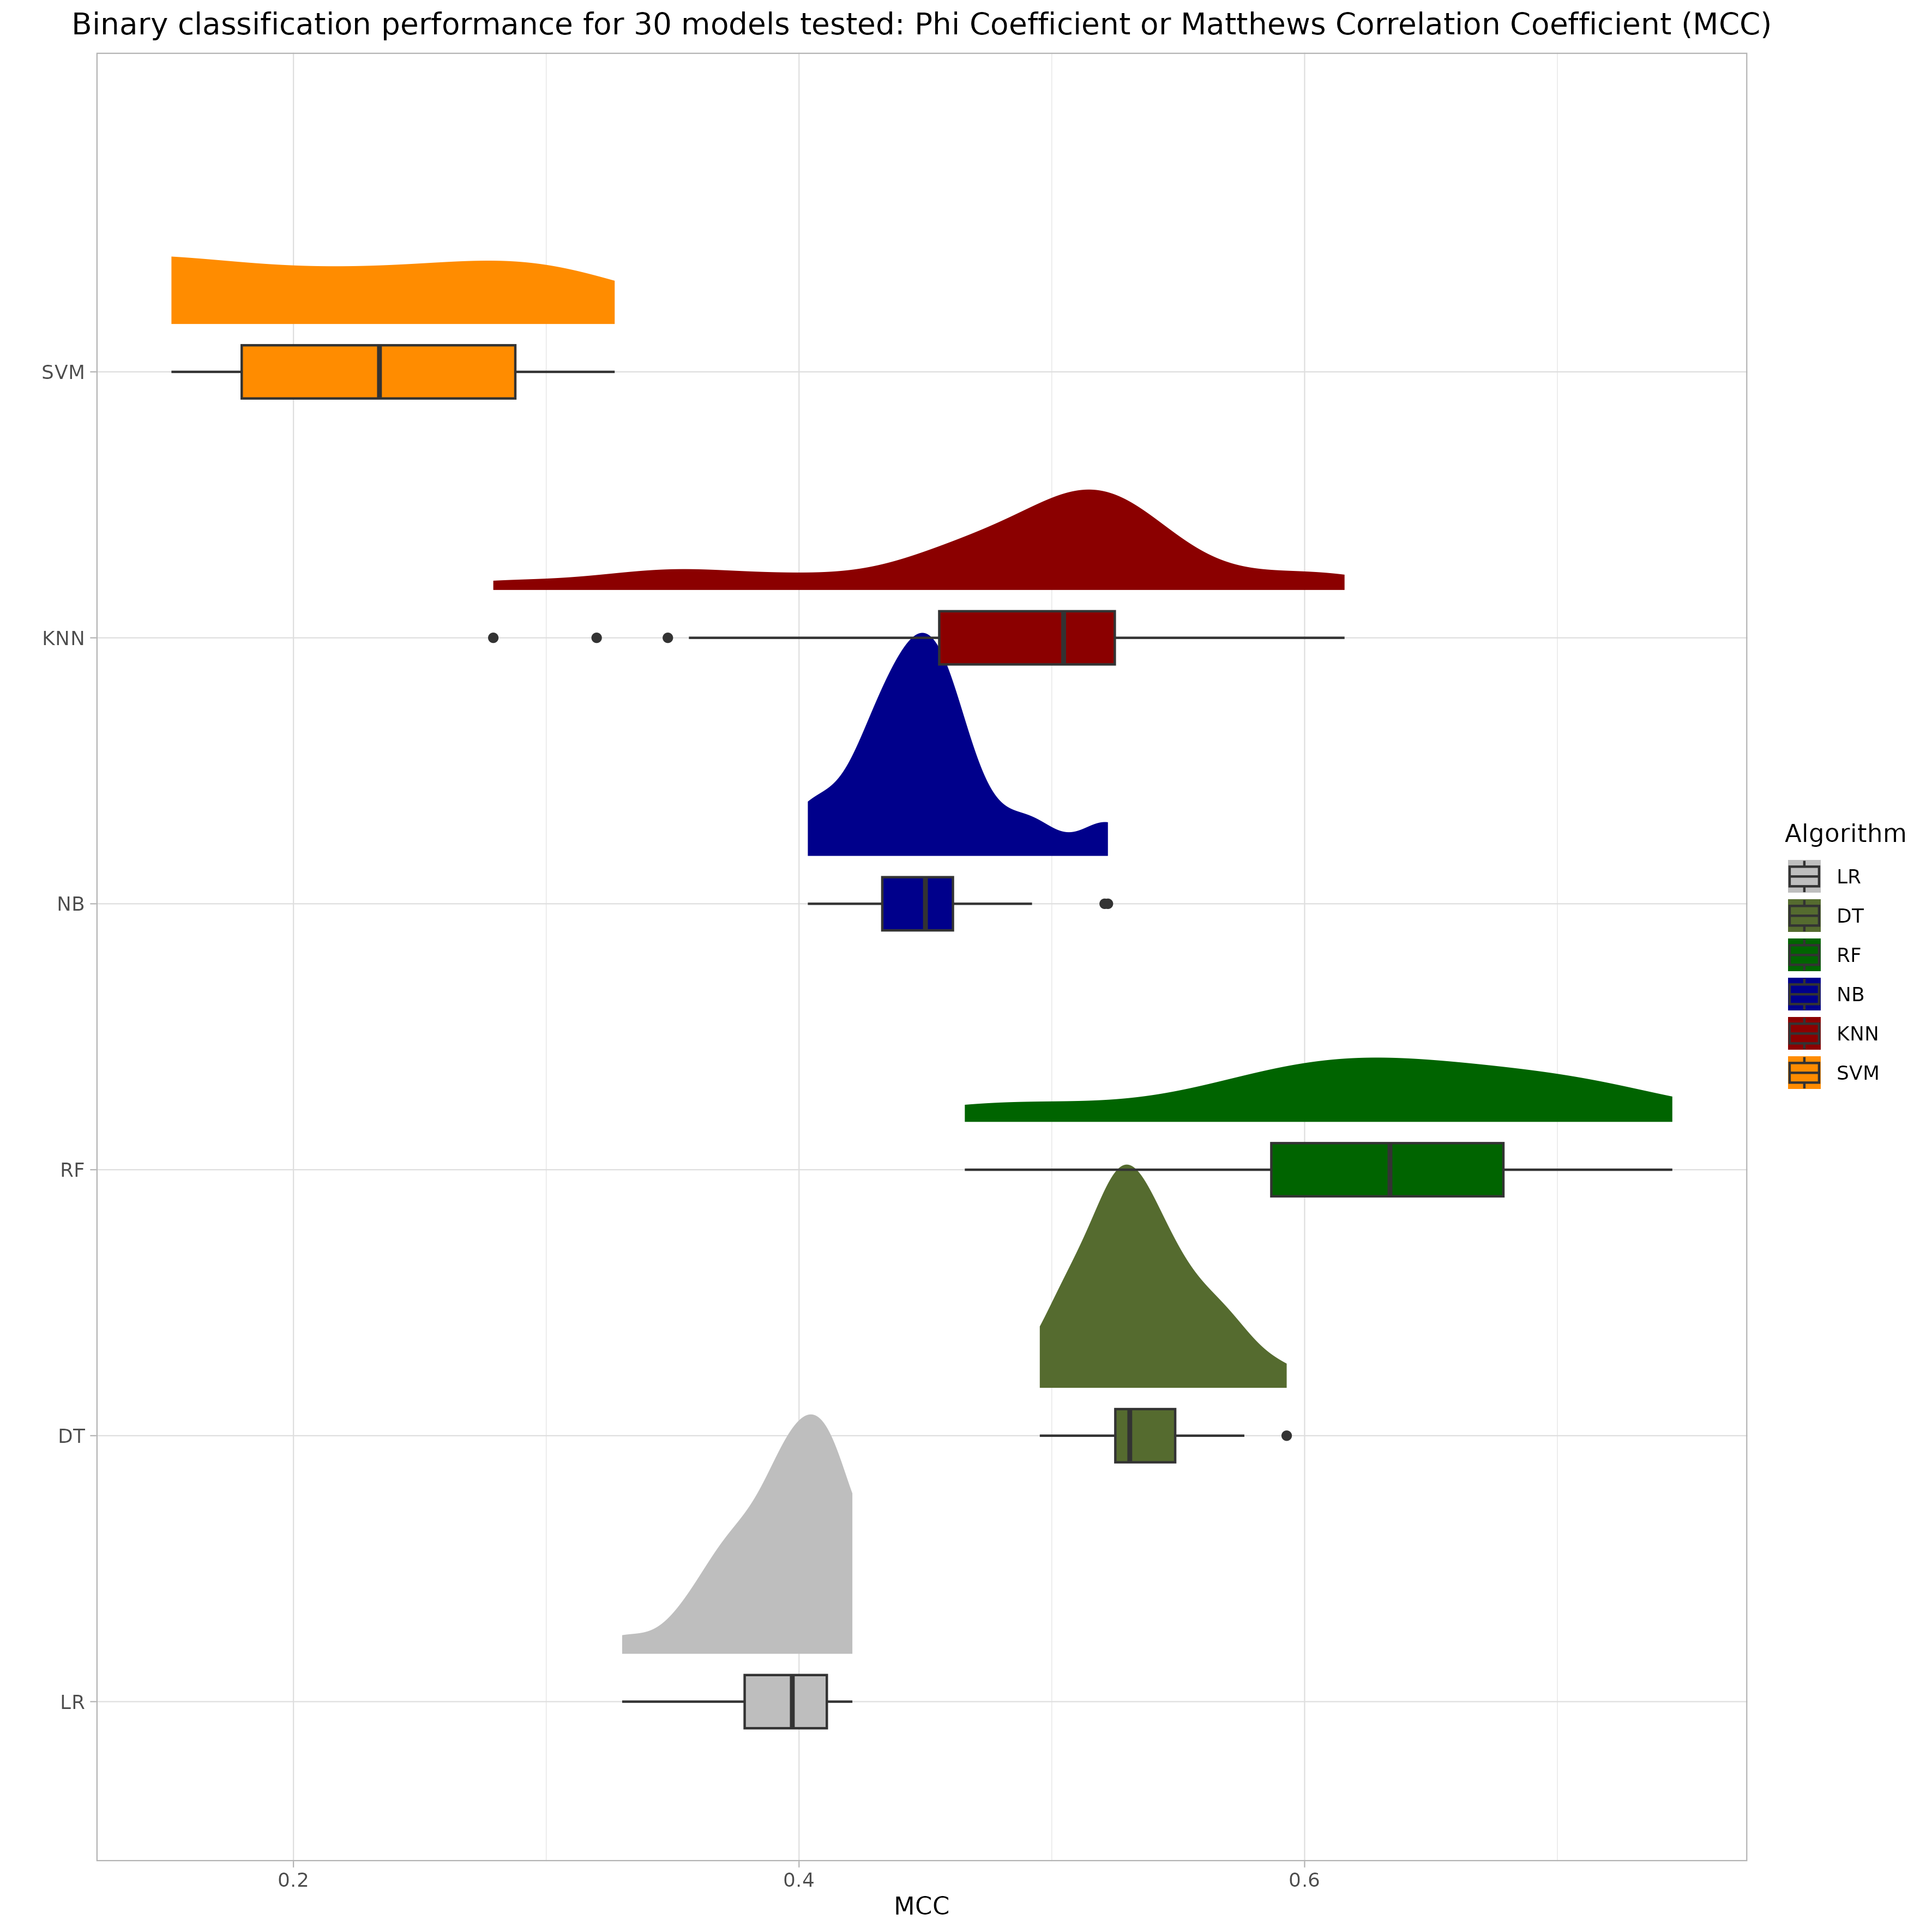 Binary classification performance for 30 models tested: Phi Coefficient or Matthews Correlation Coefficient (MCC)
SVM
KNN
NB
RF
DT
LR
0.2
0.4
0.6
MCC
Algorithm
LR
DT
RF
NB
KNN
SVM